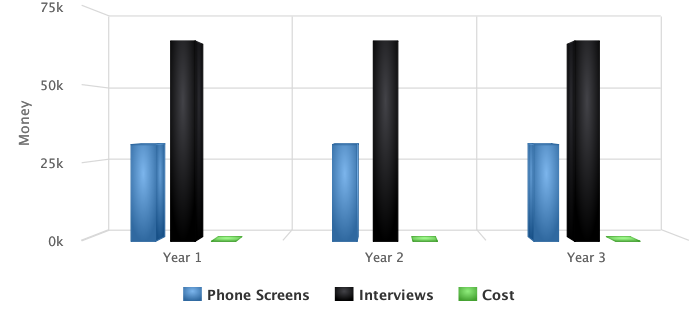 75k
50k
25k
0k
Money
Year 1 Year 2 Year 3
Phone Screens Interviews Cost